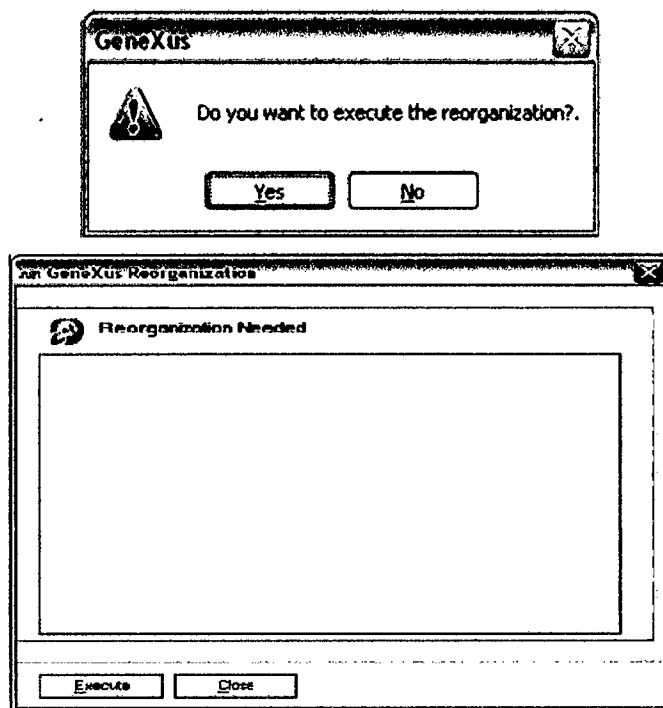 GeneXus
Do you want to execute the reorganization?.
Yes
No
GeneXus Reorganization
Reorganization Needed
Execute
Close